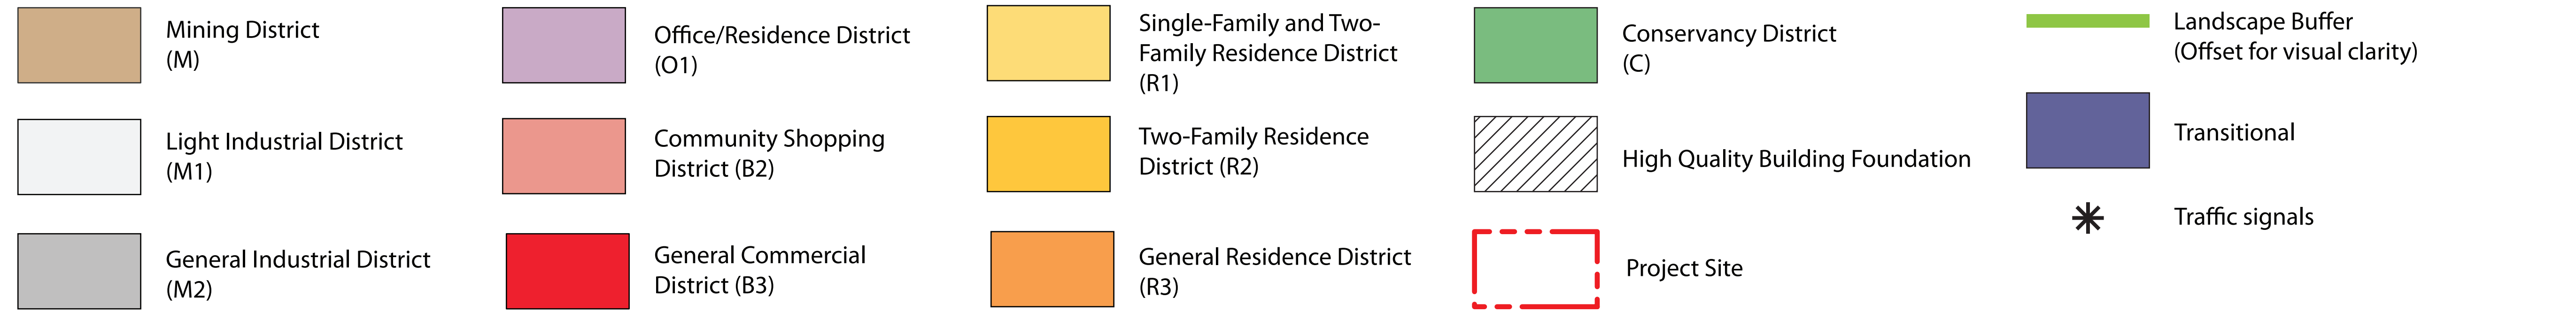 Mining District
(M)
Light Industrial District
(M1)
General Industrial District
(M2)
Office/Residence District
(O1)
Community Shopping
District (B2)
General Commercial
District (B3)
Single-Family and Two-
Family Residence District
(R1)
Two-Family Residence
District (R2)
General Residence District
(R3)
Conservancy District
(C)
High Quality Building Foundation
Project Site
Landscape Buffer
(Offset for visual clarity)
Transitional
Traffic signals